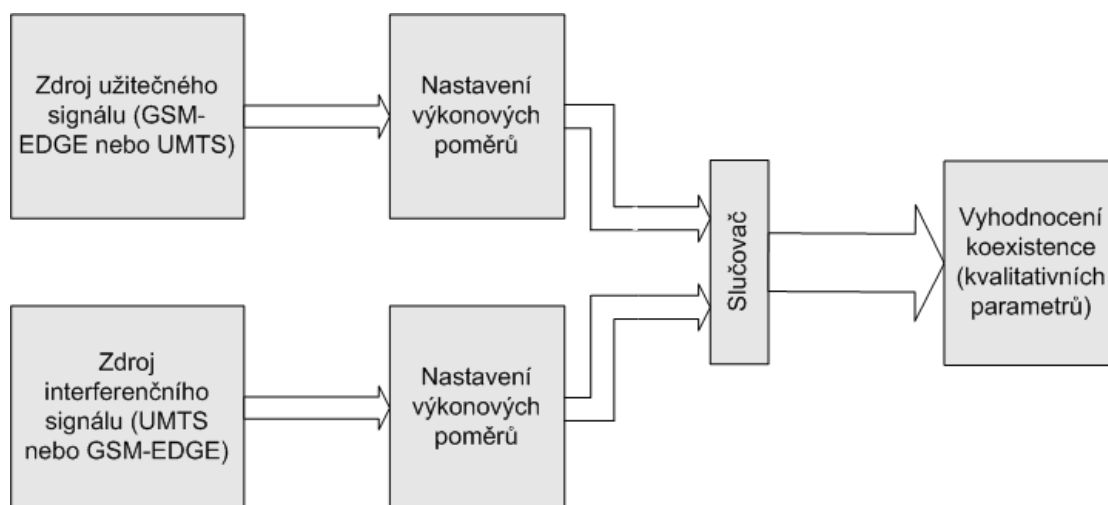 Zdroj užitečného
signálu (GSM-
EDGE nebo UMTS)
Nastavení
výkonových
poměrů
Slučovač
Vyhodnocení
koexistence
(kvalitativních
parametrů)
Zdroj
interferenčního
signálu (UMTS
nebo GSM-EDGE)
Nastavení
výkonových
poměrů